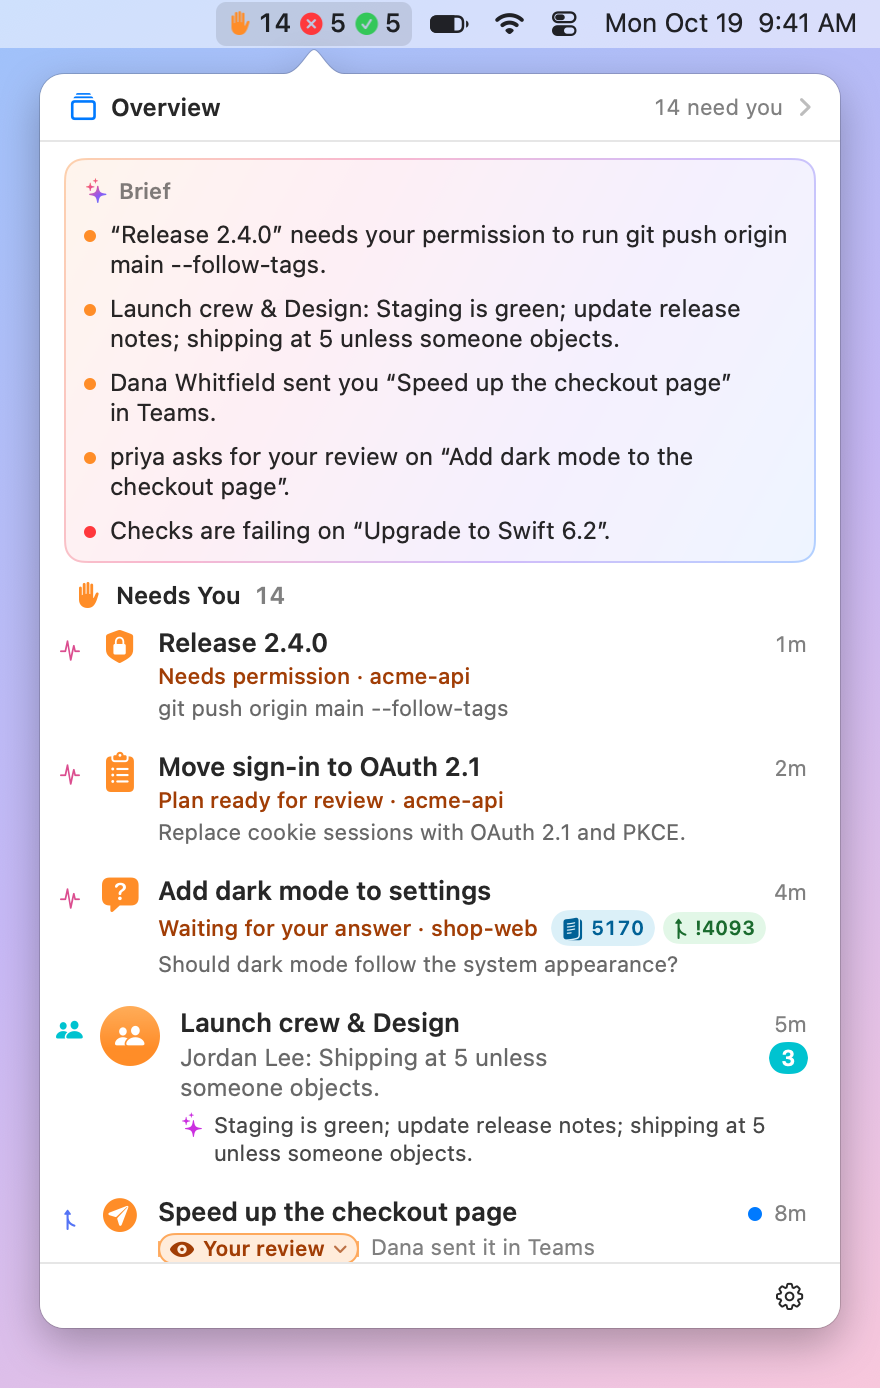 14 5 5 Mon Oct 19 9:41 AM
Overview 14 need you
Brief
“Release 2.4.0” needs your permission to run git push origin
main --follow-tags.
Launch crew & Design: Staging is green; update release
notes; shipping at 5 unless someone objects.
Dana Whitfield sent you “Speed up the checkout page”
in Teams.
priya asks for your review on “Add dark mode to the
checkout page”.
Checks are failing on “Upgrade to Swift 6.2”.
Needs You 14
Release 2.4.0 1m
Needs permission · acme-api
git push origin main --follow-tags
Move sign-in to OAuth 2.1 2m
Plan ready for review · acme-api
Replace cookie sessions with OAuth 2.1 and PKCE.
Add dark mode to settings 4m
Waiting for your answer · shop-web 5170 !4093
Should dark mode follow the system appearance?
Launch crew & Design 5m
Jordan Lee: Shipping at 5 unless 3
someone objects.
Staging is green; update release notes; shipping at 5
unless someone objects.
Speed up the checkout page 8m
Your review Dana sent it in Teams